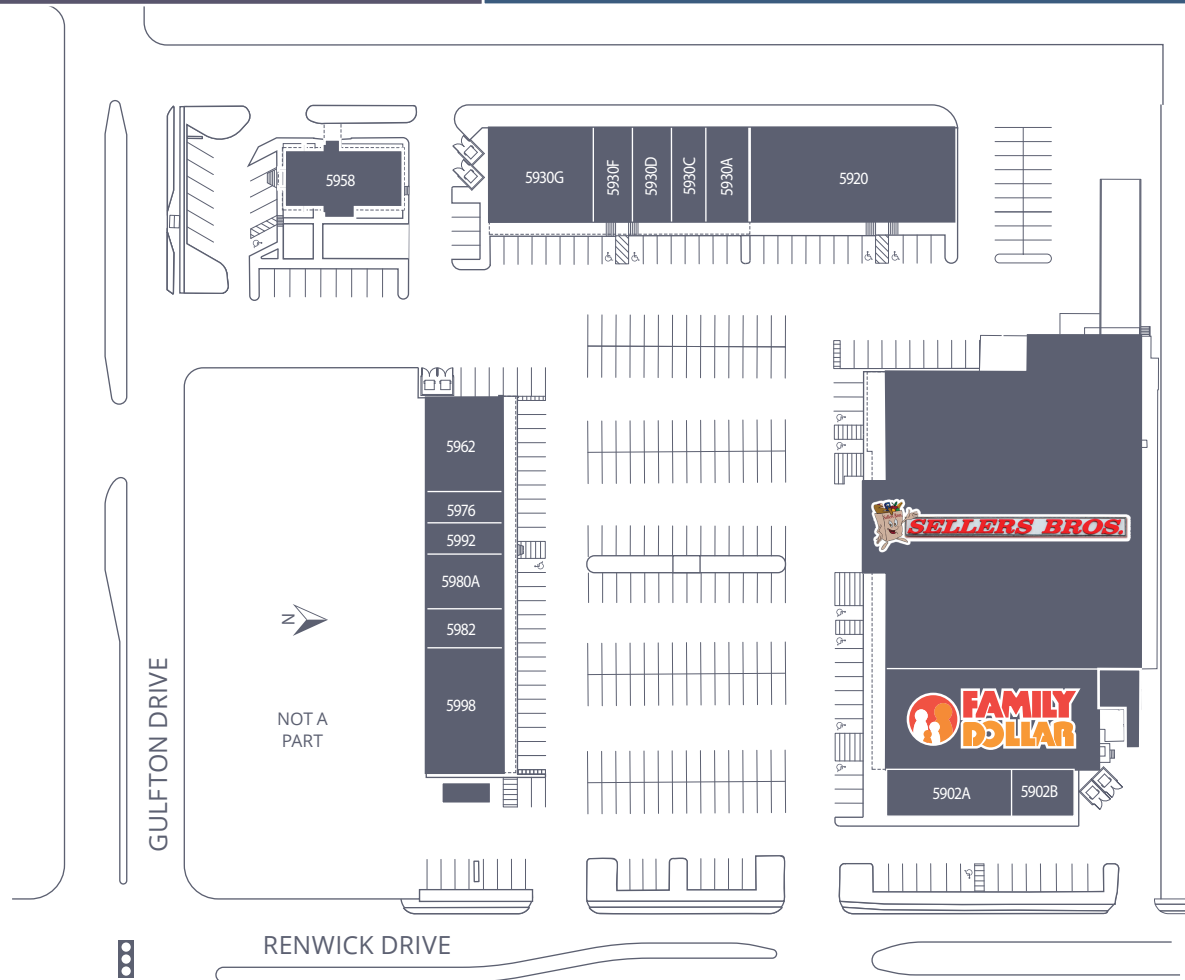 5958
5930G
5930F
5930D
5930C
5930A
5920
5962
5976
5992
5980A
5982
5998
SELLERS BROS.
FAMILY
DOLLAR
5902A
5902B
N
NOT A
PART
GULFTON DRIVE
RENWICK DRIVE